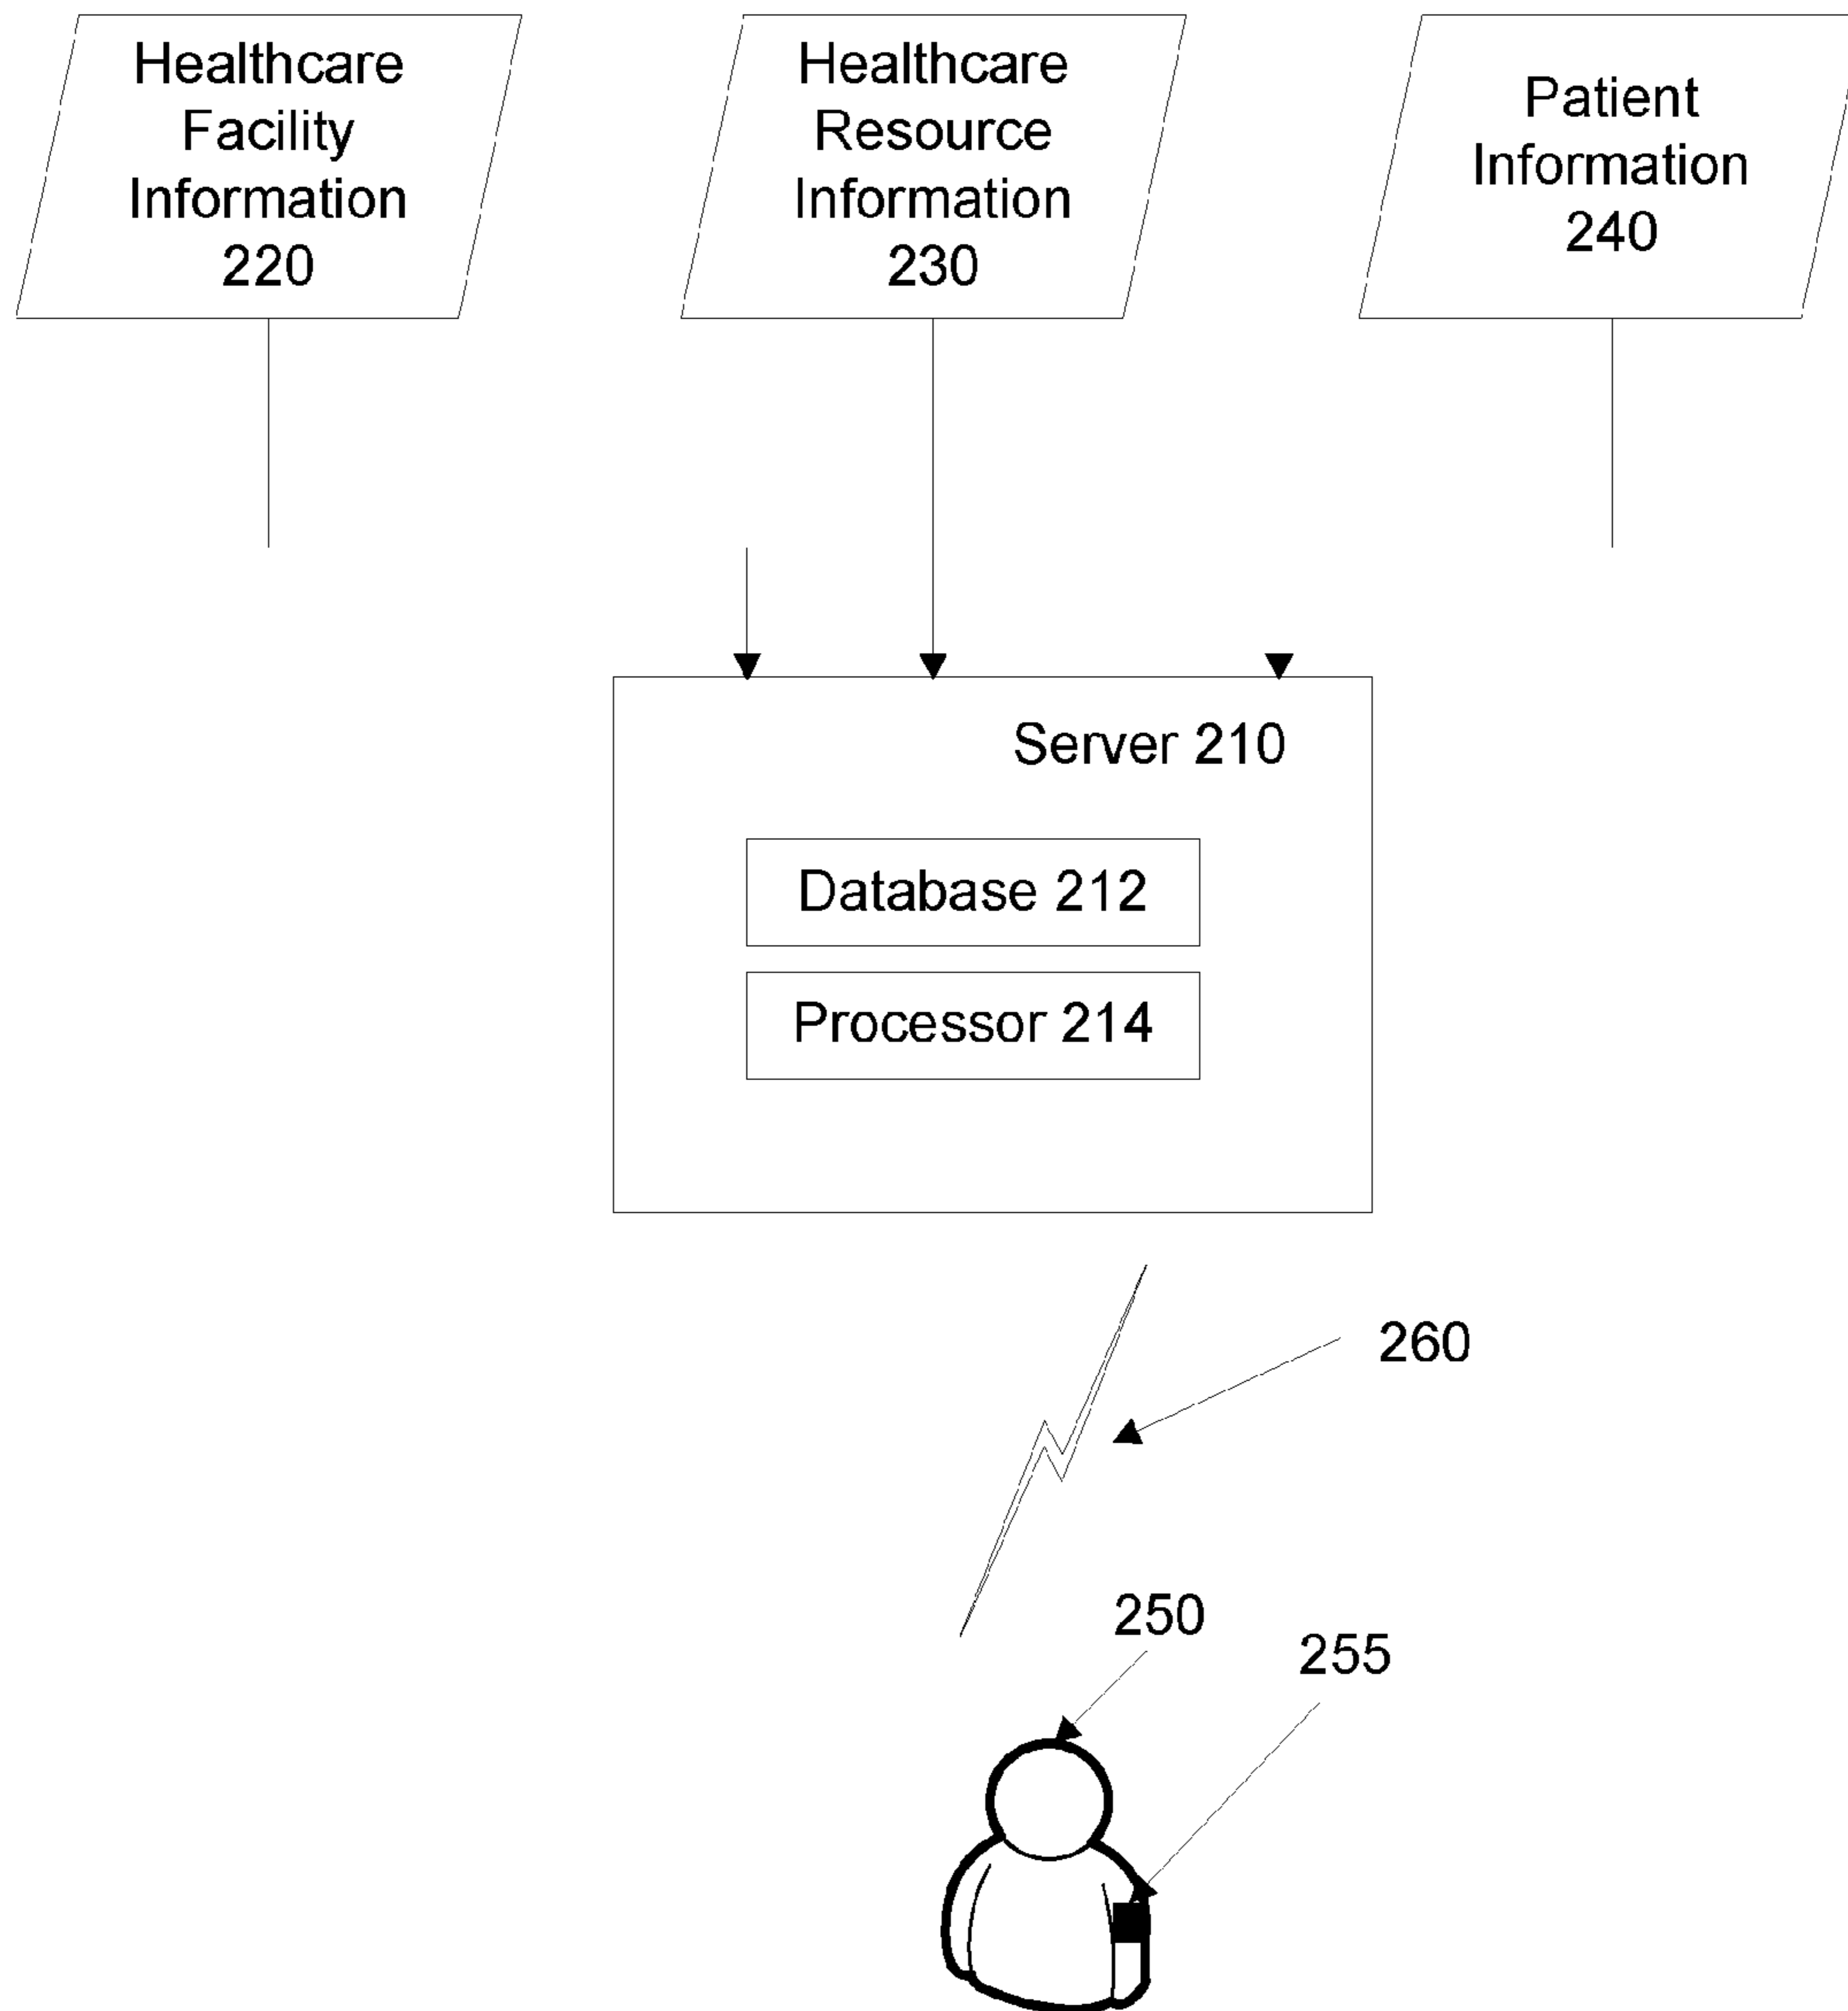 Healthcare
Facility
Information
220
Healthcare
Resource
Information
230
Patient
Information
240
Server 210
Database 212
Processor 214
260
250
255